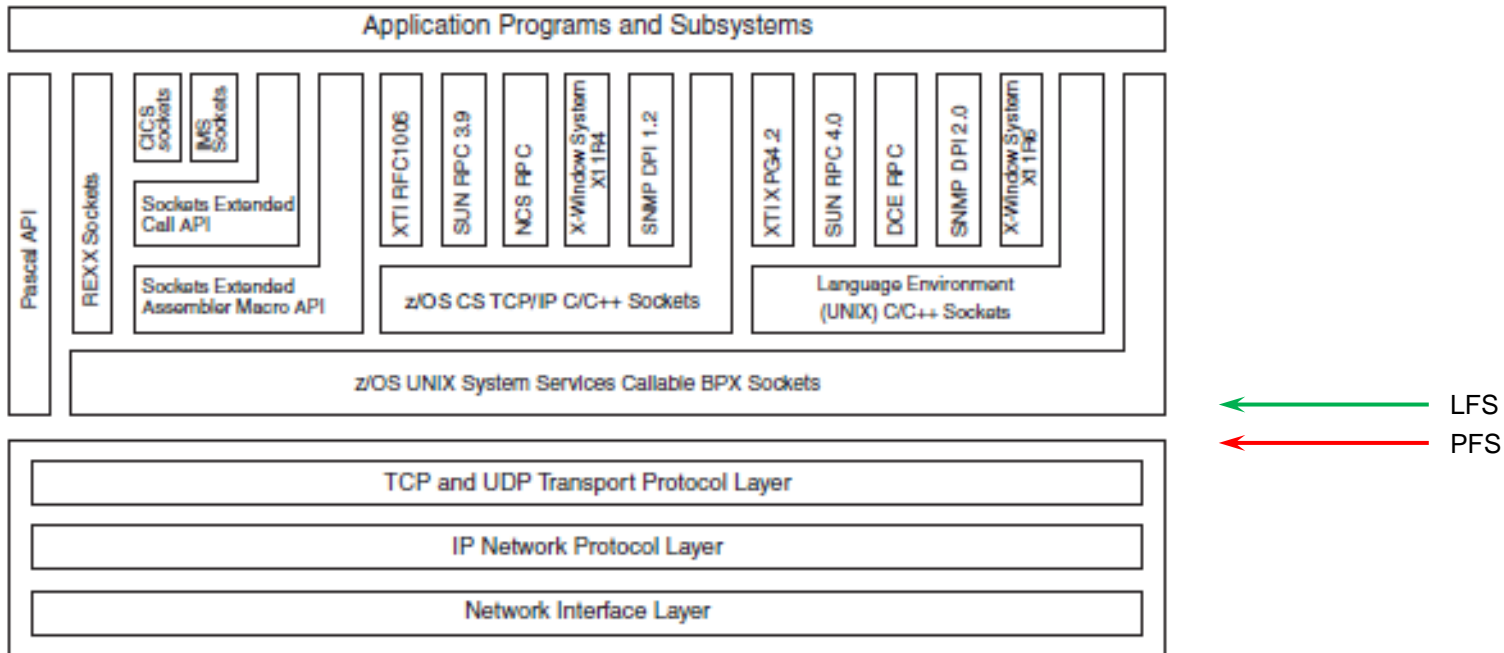 Application Programs and Subsystems
Pascal API
REXX Sockets
CICS
sockets
IMS
Sockets
Sockets Extended
Call API
Sockets Extended
Assembler Macro API
XTI RFC1006
SUN RPC 3.9
NCS RPC
X-Window System
X11R4
SNMP DPI 1.2
z/OS CS TCP/IP C/C++ Sockets
XTI XPG4.2
SUN RPC 4.0
DCE RPC
SNMP DPI 2.0
X-Window System
X11R6
Language Environment
(UNIX) C/C++ Sockets
z/OS UNIX System Services Callable BPX Sockets
LFS
PFS
TCP and UDP Transport Protocol Layer
IP Network Protocol Layer
Network Interface Layer